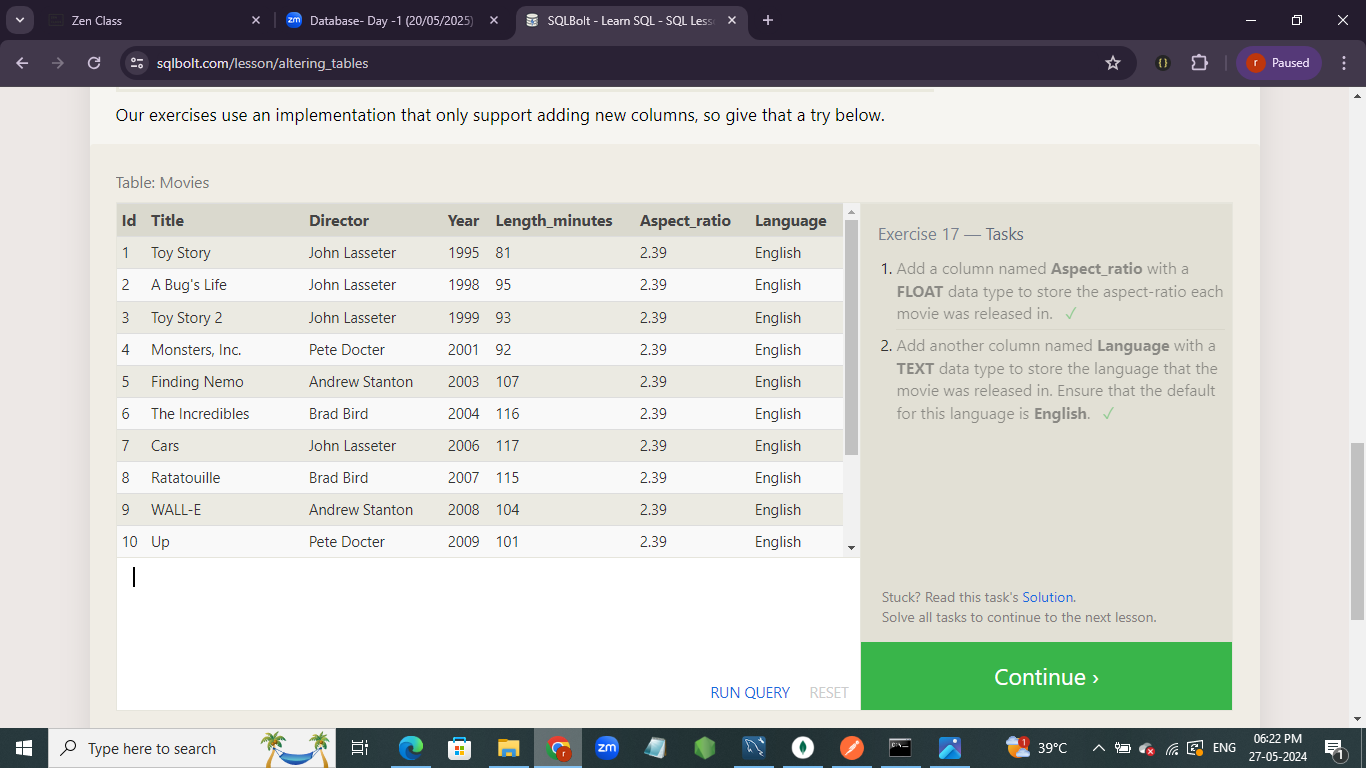 Zen Class
Database- Day -1 (20/05/2025)
SQLBolt - Learn SQL - SQL Less
sqlbolt.com/lesson/altering_tables
r Paused
Our exercises use an implementation that only support adding new columns, so give that a try below.
Table: Movies
Id Title Director Year Length_minutes Aspect_ratio Language
1 Toy Story John Lasseter 1995 81 2.39 English
2 A Bug's Life John Lasseter 1998 95 2.39 English
3 Toy Story 2 John Lasseter 1999 93 2.39 English
4 Monsters, Inc. Pete Docter 2001 92 2.39 English
5 Finding Nemo Andrew Stanton 2003 107 2.39 English
6 The Incredibles Brad Bird 2004 116 2.39 English
7 Cars John Lasseter 2006 117 2.39 English
8 Ratatouille Brad Bird 2007 115 2.39 English
9 WALL-E Andrew Stanton 2008 104 2.39 English
10 Up Pete Docter 2009 101 2.39 English
RUN QUERY RESET
Exercise 17 — Tasks
1. Add a column named Aspect_ratio with a
FLOAT data type to store the aspect-ratio each
movie was released in. ✓
2. Add another column named Language with a
TEXT data type to store the language that the
movie was released in. Ensure that the default
for this language is English. ✓
Stuck? Read this task's Solution.
Solve all tasks to continue to the next lesson.
Continue ›
Type here to search
zm
1
39°C
ENG
06:22 PM
27-05-2024
1